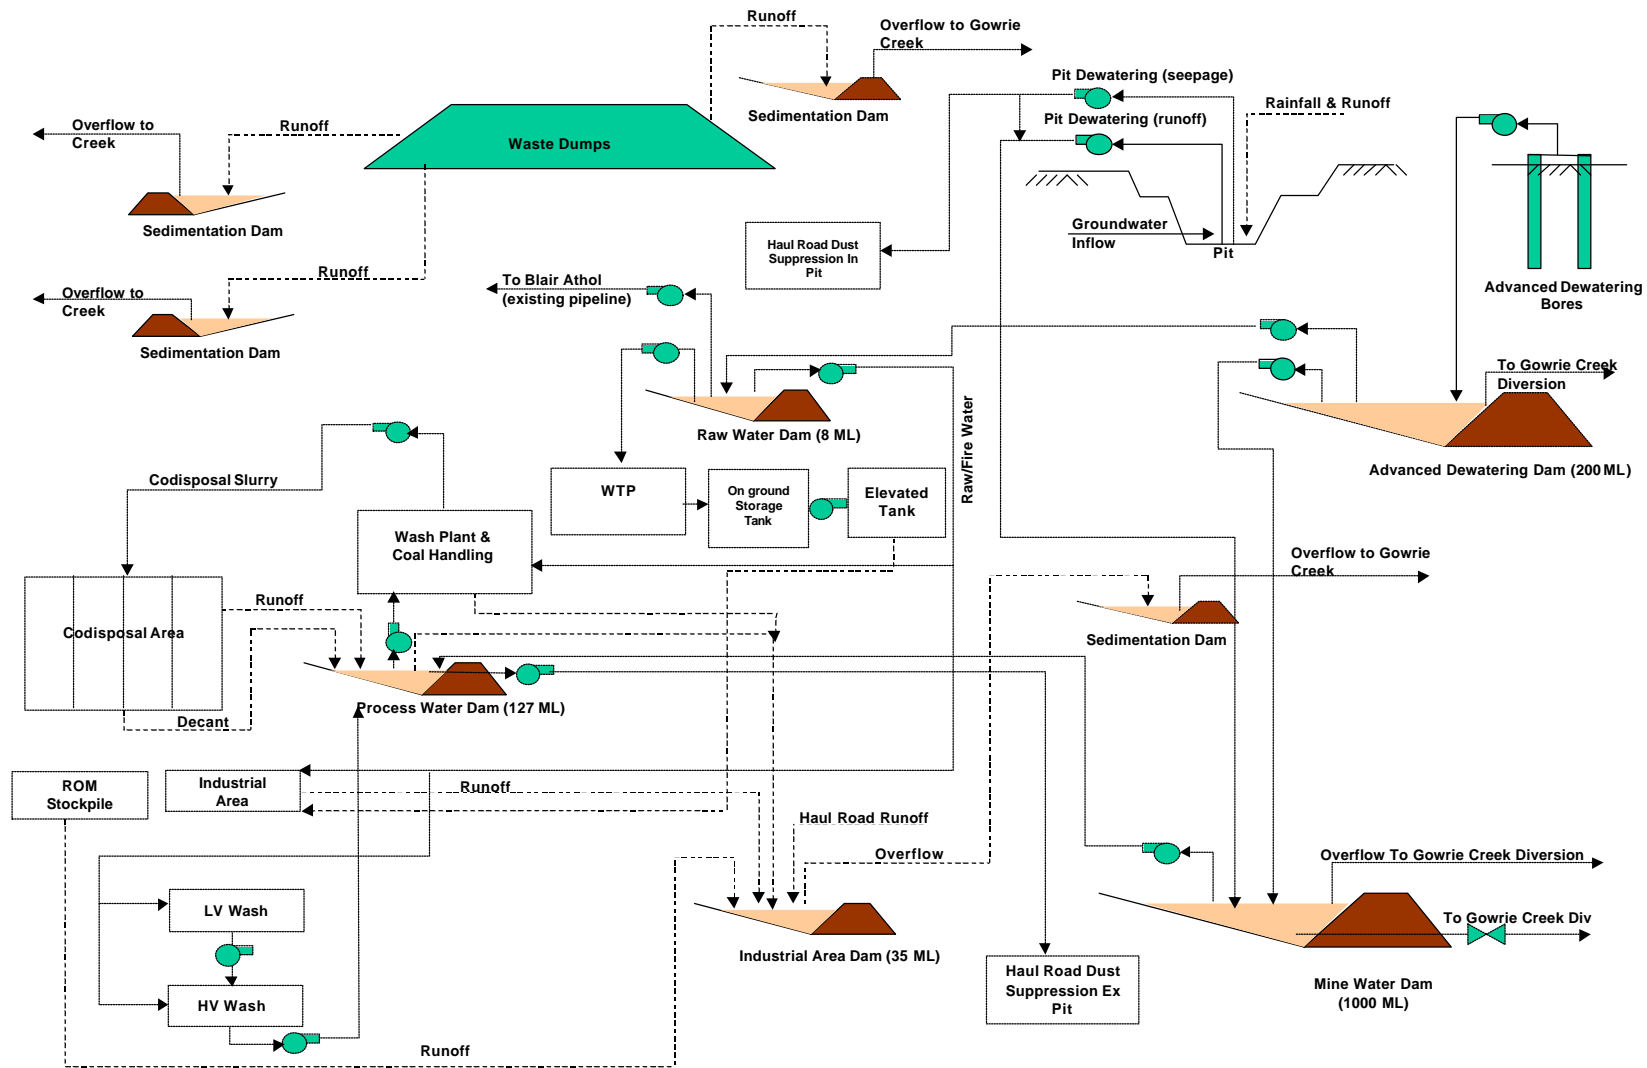 Runoff
Overflow to Gowrie
Creek
Sedimentation Dam
Pit Dewatering (seepage)
Rainfall & Runoff
Pit Dewatering (runoff)
Overflow to
Creek
Runoff
Waste Dumps
Sedimentation Dam
Groundwater
Inflow
Pit
Haul Road Dust
Suppression In
Pit
Runoff
Overflow to
Creek
Sedimentation Dam
To Blair Athol
(existing pipeline)
Advanced Dewatering
Bores
To Gowrie Creek
Diversion
Raw Water Dam (8 ML)
Raw/Fire Water
Advanced Dewatering Dam (200 ML)
Codisposal Slurry
WTP
On ground
Storage
Tank
Elevated
Tank
Wash Plant &
Coal Handling
Overflow to Gowrie
Creek
Runoff
Codisposal Area
Sedimentation Dam
Decant
Process Water Dam (127 ML)
ROM
Stockpile
Industrial
Area
Runoff
Haul Road Runoff
Overflow
Overflow To Gowrie Creek Diversion
LV Wash
To Gowrie Creek Div
Industrial Area Dam (35 ML)
HV Wash
Haul Road Dust
Suppression Ex
Pit
Mine Water Dam
(1000 ML)
Runoff